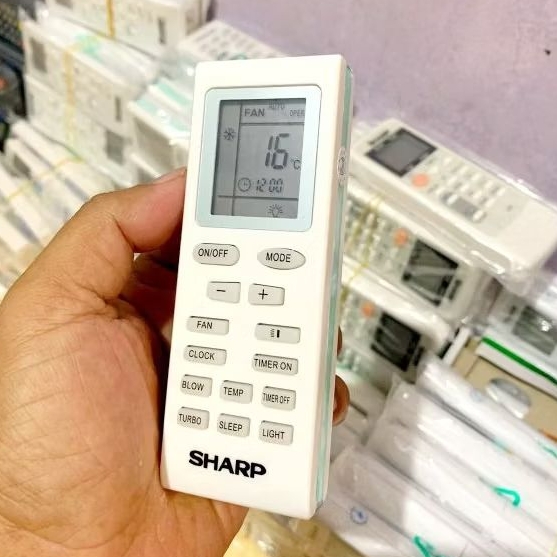 FAN AUTO OPER
16 °C
12:00
ON/OFF MODE
- +
FAN
CLOCK TIMER ON
BLOW TEMP TIMER OFF
TURBO SLEEP LIGHT
SHARP